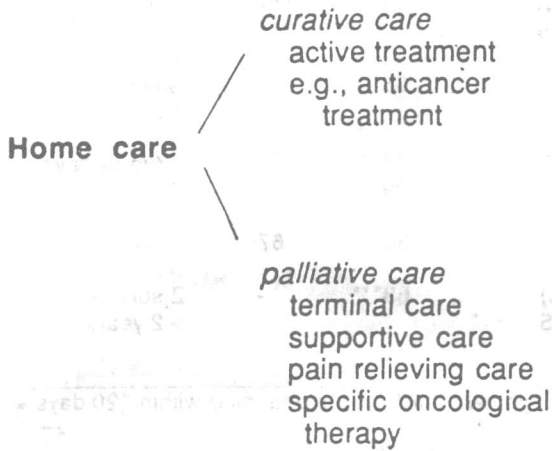 curative care
active treatment
e.g., anticancer
treatment
Home care
palliative care
terminal care
supportive care
pain relieving care
specific oncological
therapy